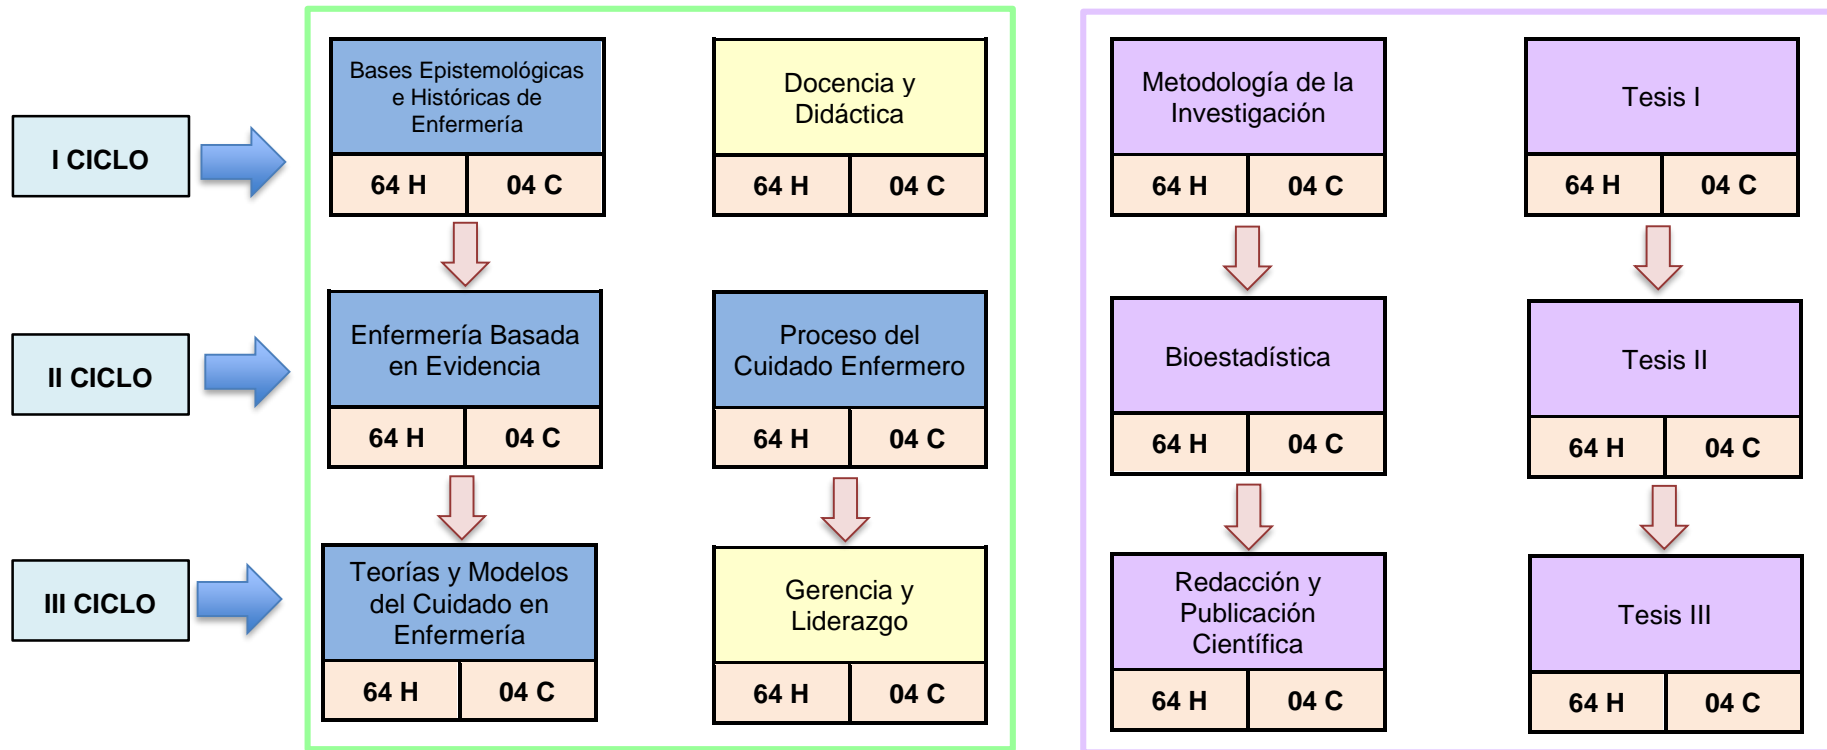 I CICLO
Bases Epistemológicas
e Históricas de
Enfermería
64 H
04 C
Docencia y
Didáctica
64 H
04 C
Metodología de la
Investigación
64 H
04 C
Tesis I
64 H
04 C
II CICLO
Enfermería Basada
en Evidencia
64 H
04 C
Proceso del
Cuidado Enfermero
64 H
04 C
Bioestadística
64 H
04 C
Tesis II
64 H
04 C
III CICLO
Teorías y Modelos
del Cuidado en
Enfermería
64 H
04 C
Gerencia y
Liderazgo
64 H
04 C
Redacción y
Publicación
Científica
64 H
04 C
Tesis III
64 H
04 C